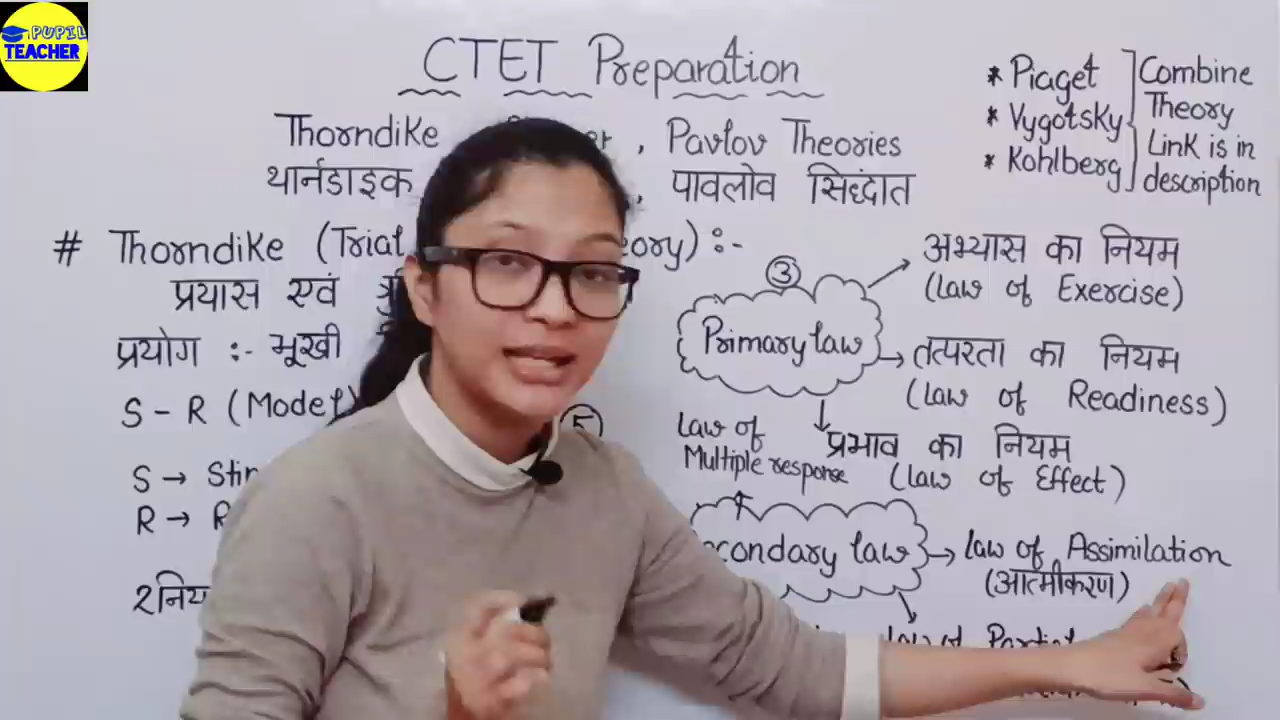 PUPIL
TEACHER
CTET Preparation
* Piaget
* Vygotsky
* Kohlberg
Combine
Theory
Link is in
description
Thorndike , Pavlov Theories
थार्नडाइक , पावलोव सिद्धांत
# Thorndike (Trial :-
प्रयास एवं
प्रयोग :- भूखी
S - R (Model)
S →
R →
5
3
Primary law
अभ्यास का नियम
(Law of Exercise)
तत्परता का नियम
(Law of Readiness)
प्रभाव का नियम
(Law of Effect)
Law of
Multiple response
law
Law of Assimilation
(आत्मीकरण)